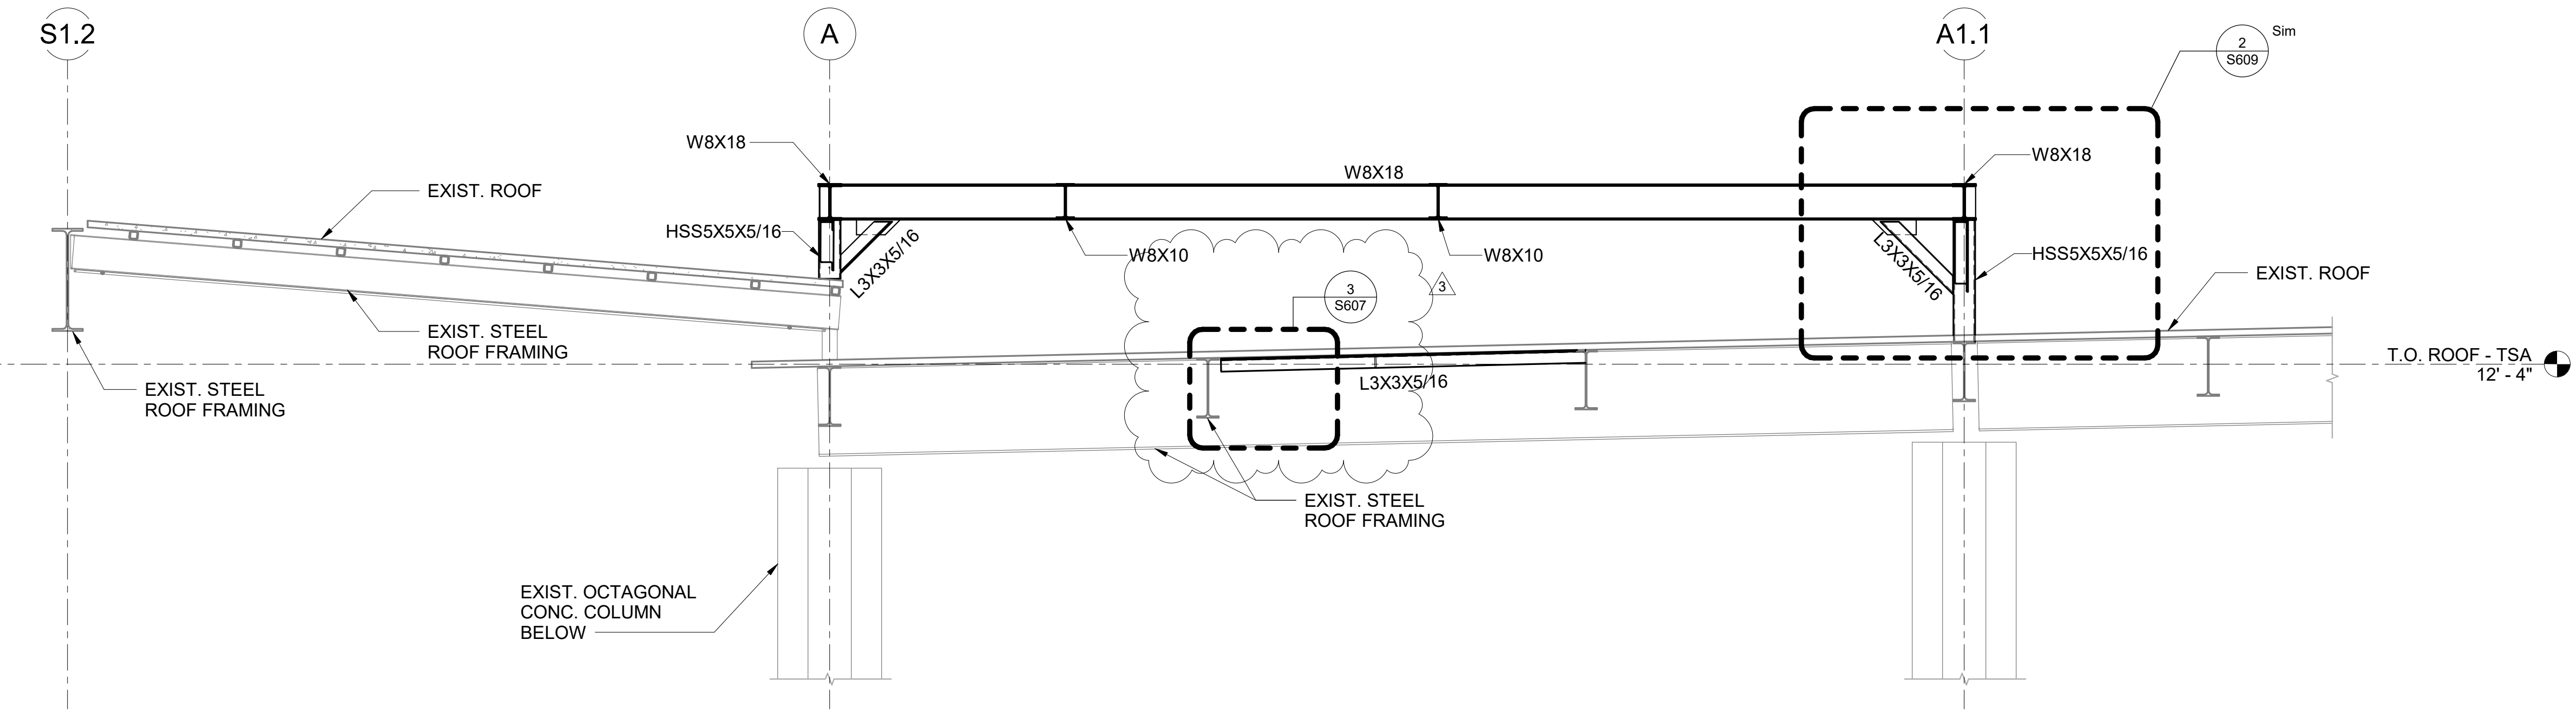 S1.2
A
A1.1
2
S609
Sim
W8X18
W8X18
W8X18
EXIST. ROOF
HSS5X5X5/16
L3X3X5/16
W8X10
W8X10
L3X3X5/16
HSS5X5X5/16
EXIST. ROOF
3
S607
3
EXIST. STEEL
ROOF FRAMING
EXIST. STEEL
ROOF FRAMING
L3X3X5/16
T.O. ROOF - TSA
12' - 4"
EXIST. STEEL
ROOF FRAMING
EXIST. OCTAGONAL
CONC. COLUMN
BELOW